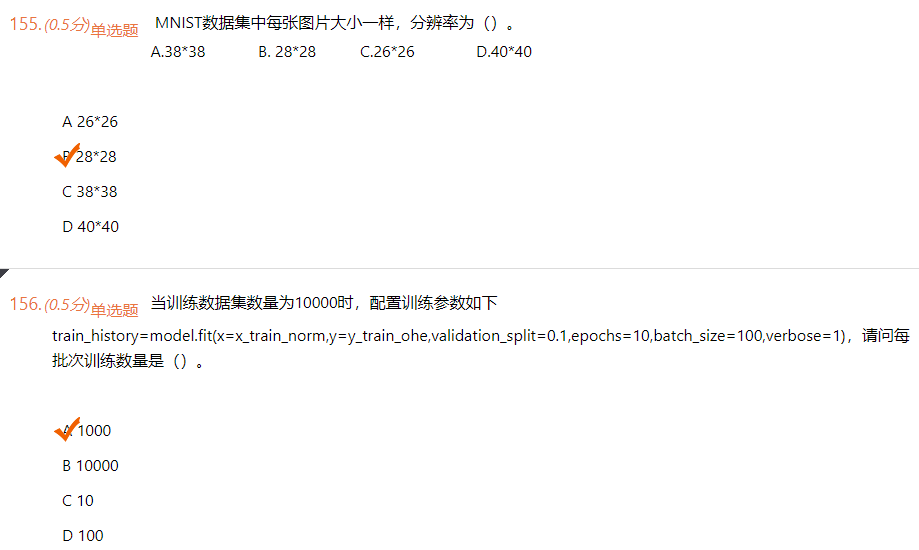 155.(0.5分)单选题 MNIST数据集中每张图片大小一样，分辨率为（）。
A.38*38 B. 28*28 C.26*26 D.40*40
A 26*26
B 28*28
C 38*38
D 40*40
156.(0.5分)单选题 当训练数据集数量为10000时，配置训练参数如下
train_history=model.fit(x=x_train_norm,y=y_train_ohe,validation_split=0.1,epochs=10,batch_size=100,verbose=1)，请问每
批次训练数量是（）。
A 1000
B 10000
C 10
D 100